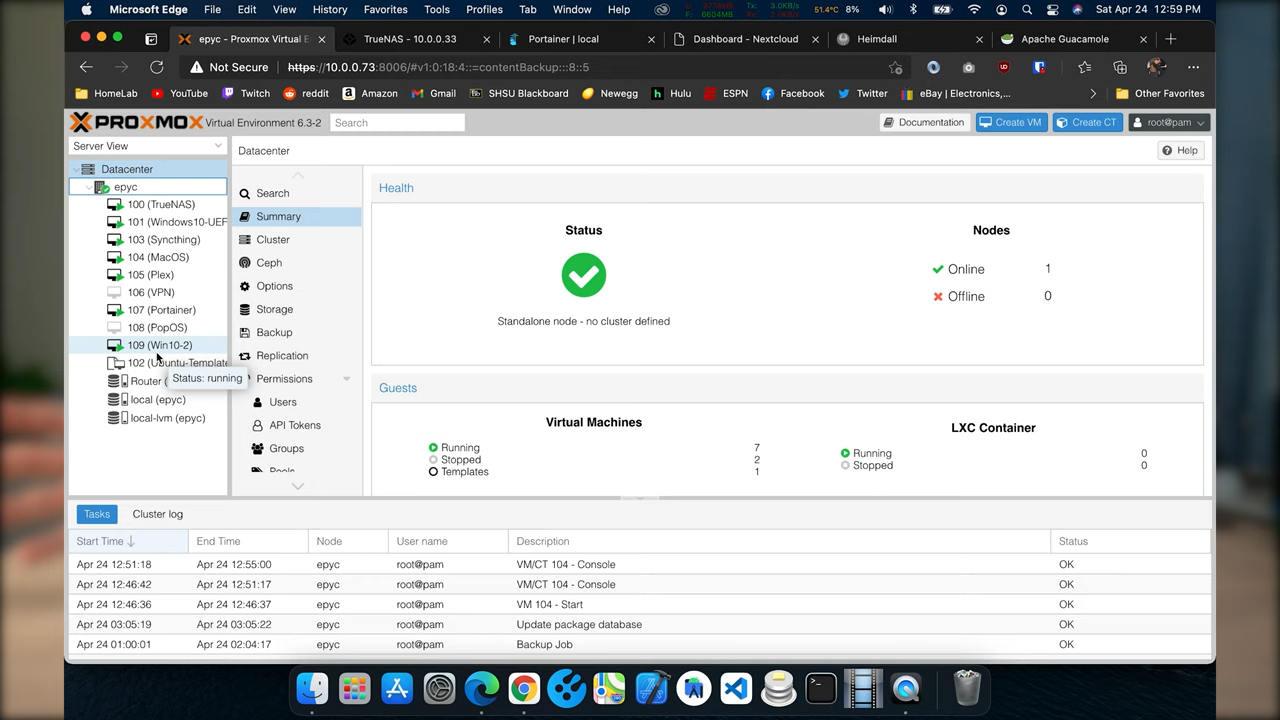 Microsoft Edge File Edit View History Favorites Tools Profiles Tab Window Help 51.4°C 8% Sat Apr 24 12:59 PM
epyc - Proxmox Virtual E TrueNAS - 10.0.0.33 Portainer | local Dashboard - Nextcloud Heimdall Apache Guacamole
Not Secure https://10.0.0.73:8006/#v1:0:18:4::=contentBackup:::8::5
HomeLab YouTube Twitch reddit Amazon Gmail SHSU Blackboard Newegg Hulu ESPN Facebook Twitter eBay | Electronics,... Other Favorites
PROXMOX Virtual Environment 6.3-2 Search Documentation Create VM Create CT root@pam
Server View
Datacenter
epyc
100 (TrueNAS)
101 (Windows10-UEF
103 (Syncthing)
104 (MacOS)
105 (Plex)
106 (VPN)
107 (Portainer)
108 (PopOS)
109 (Win10-2)
102 (Ubuntu-Template
Router (
local (epyc)
local-lvm (epyc)
Status: running
Datacenter Help
Search
Summary
Cluster
Ceph
Options
Storage
Backup
Replication
Permissions
Users
API Tokens
Groups
Pools
Health
Status
Standalone node - no cluster defined
Nodes
Online 1
Offline 0
Guests
Virtual Machines
Running 7
Stopped 2
Templates 1
LXC Container
Running 0
Stopped 0
Tasks Cluster log
Start Time End Time Node User name Description Status
Apr 24 12:51:18 Apr 24 12:55:00 epyc root@pam VM/CT 104 - Console OK
Apr 24 12:46:42 Apr 24 12:51:17 epyc root@pam VM/CT 104 - Console OK
Apr 24 12:46:36 Apr 24 12:46:37 epyc root@pam VM 104 - Start OK
Apr 24 03:05:19 Apr 24 03:05:22 epyc root@pam Update package database OK
Apr 24 01:00:01 Apr 24 02:04:17 epyc root@pam Backup Job OK